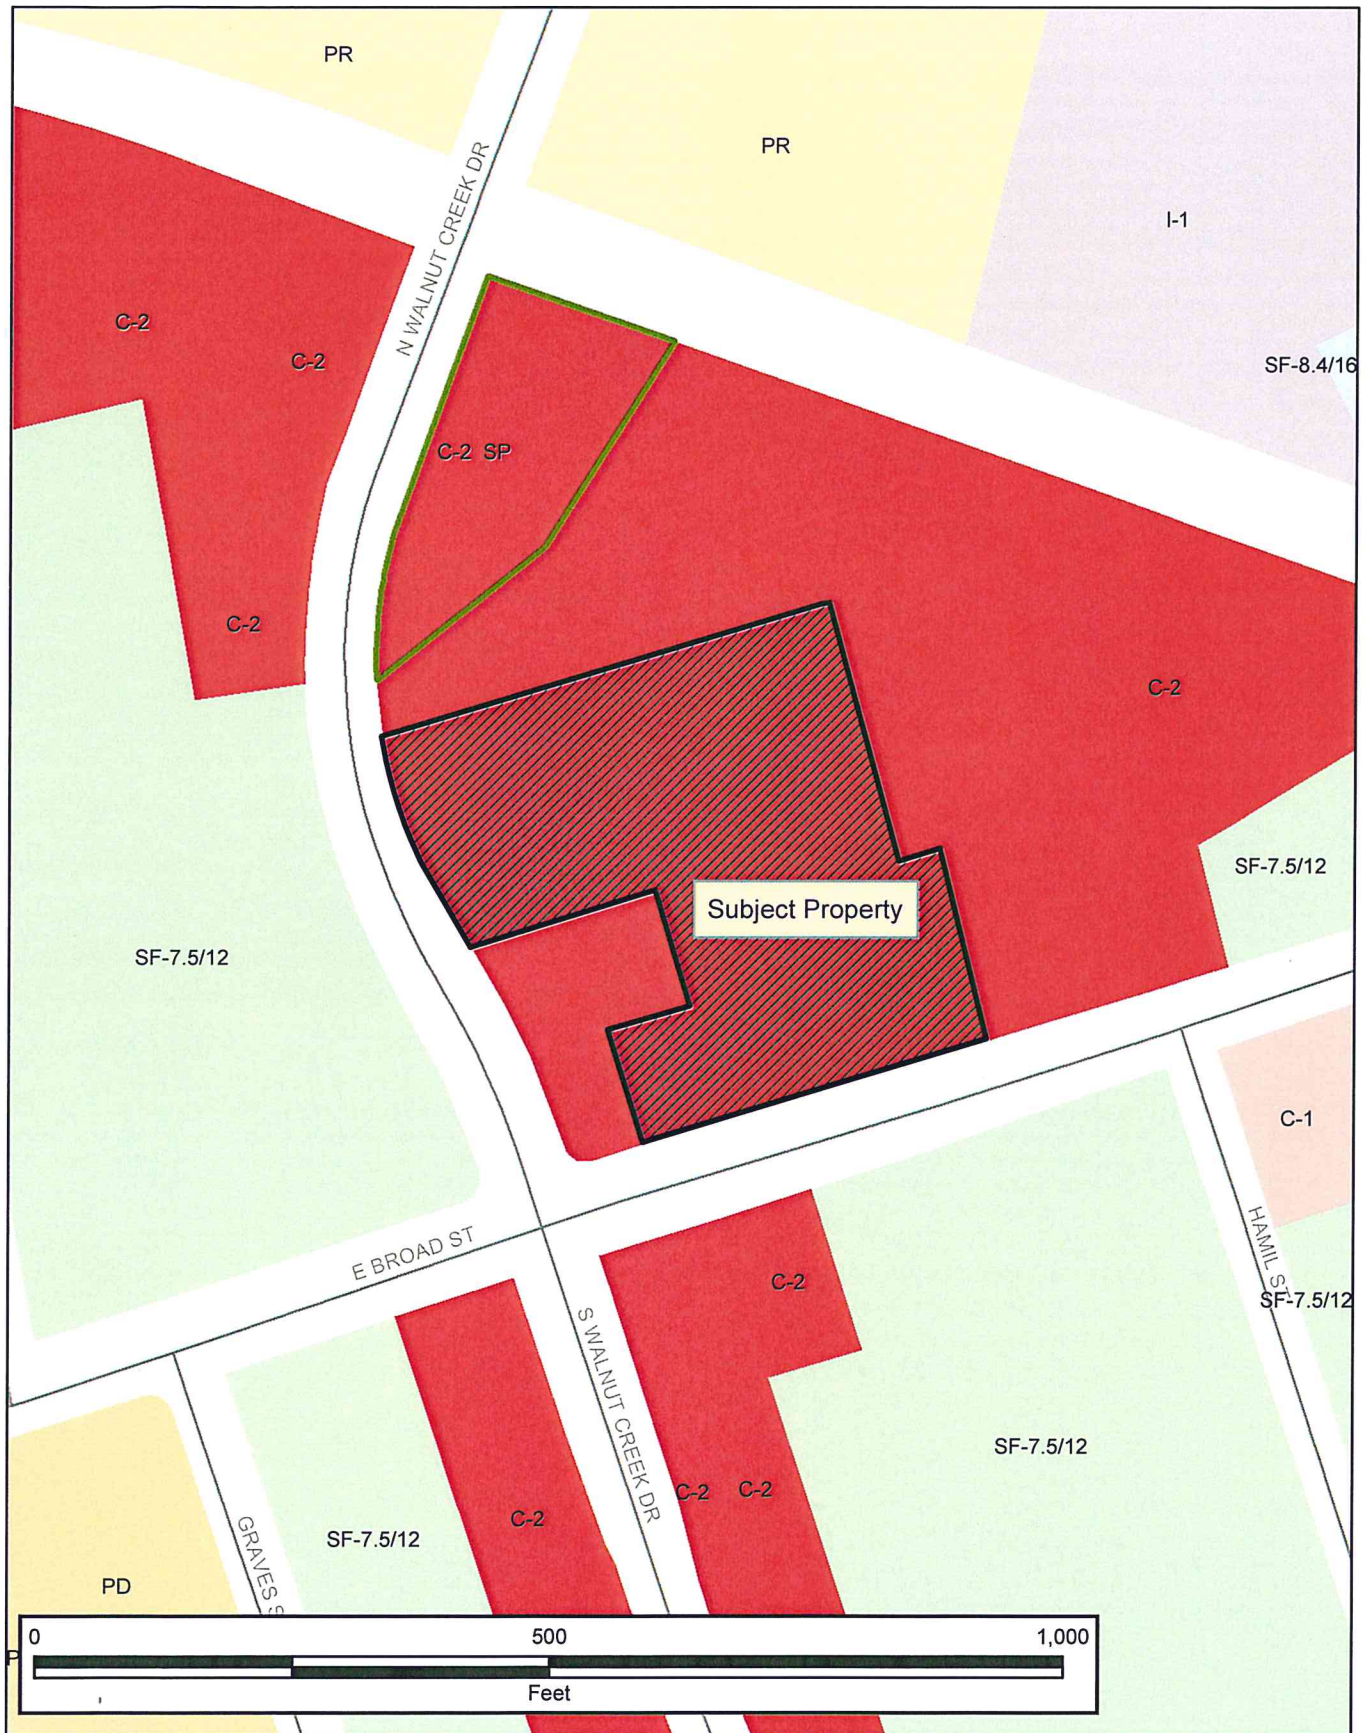 PR
PR
N WALNUT CREEK DR
I-1
C-2
C-2
SF-8.4/16
C-2 SP
C-2
C-2
SF-7.5/12
Subject Property
SF-7.5/12
C-1
HAMIL ST
E BROAD ST
C-2
SF-7.5/12
S WALNUT CREEK DR
SF-7.5/12
C-2 C-2
C-2
SF-7.5/12
GRAVES S
PD
0 500 1,000
P
Feet